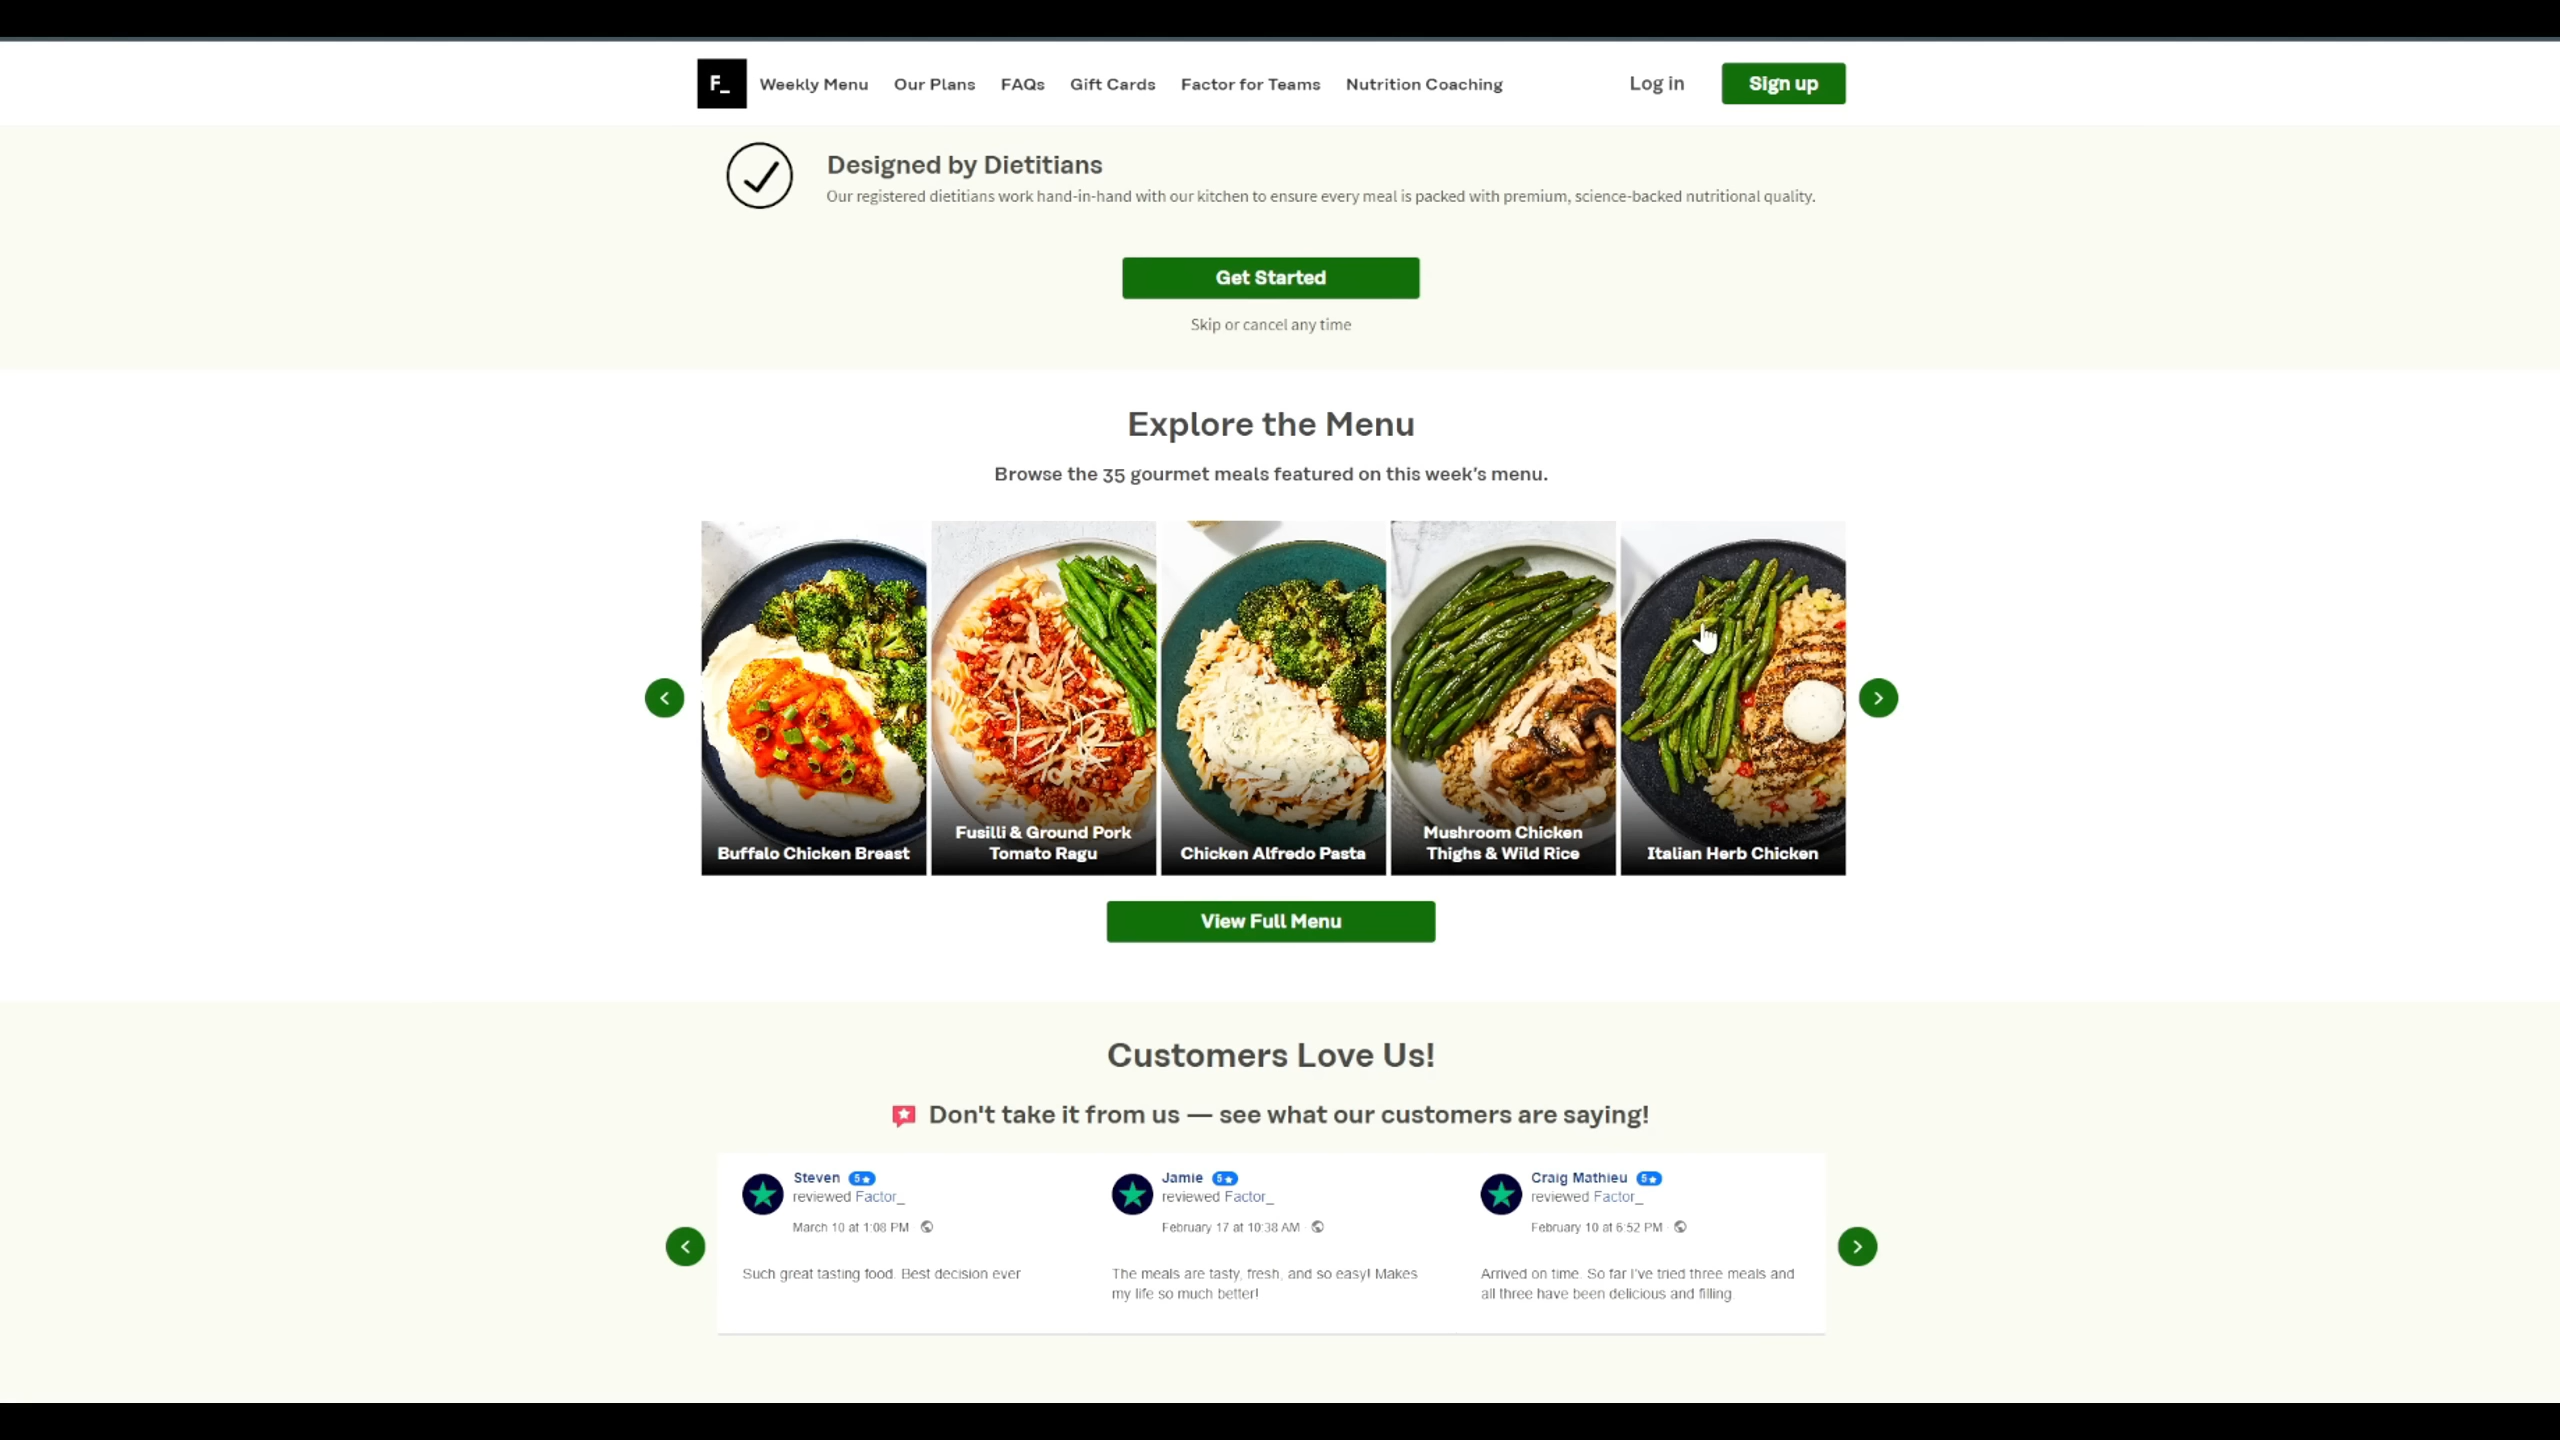 F_
Weekly Menu
Our Plans
FAQs
Gift Cards
Factor for Teams
Nutrition Coaching
Log in
Sign up
Designed by Dietitians
Our registered dietitians work hand-in-hand with our kitchen to ensure every meal is packed with premium, science-backed nutritional quality.
Get Started
Skip or cancel any time
Explore the Menu
Browse the 35 gourmet meals featured on this week's menu.
Buffalo Chicken Breast
Fusilli & Ground Pork
Tomato Ragu
Chicken Alfredo Pasta
Mushroom Chicken
Thighs & Wild Rice
Italian Herb Chicken
View Full Menu
Customers Love Us!
Don't take it from us — see what our customers are saying!
Steven 5★
reviewed Factor_
March 10 at 1:08 PM
Such great tasting food. Best decision ever
Jamie 5★
reviewed Factor_
February 17 at 10:38 AM
The meals are tasty, fresh, and so easy! Makes
my life so much better!
Craig Mathieu 5★
reviewed Factor_
February 10 at 6:52 PM
Arrived on time. So far I've tried three meals and
all three have been delicious and filling